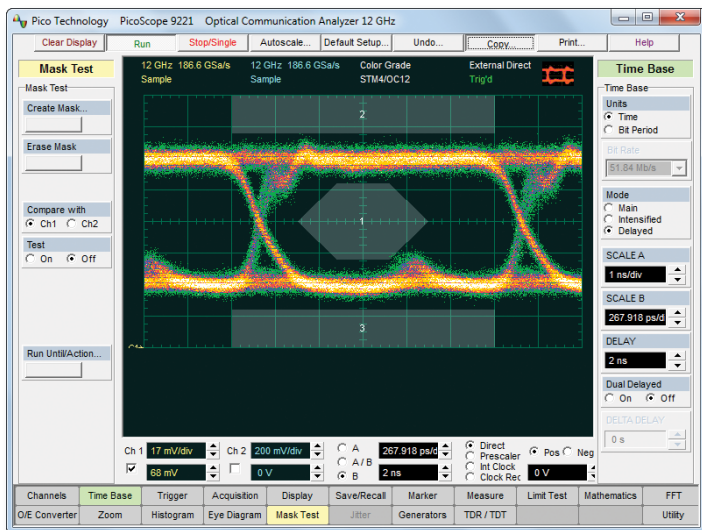 Pico Technology PicoScope 9221 Optical Communication Analyzer 12 GHz
Clear Display Run Stop/Single Autoscale... Default Setup... Undo... Copy... Print... Help
Mask Test
Mask Test
Create Mask...
Erase Mask
Compare with
Ch1 Ch2
Test
On Off
Run Until/Action...
12 GHz 186.6 GSa/s 12 GHz 186.6 GSa/s Color Grade External Direct
Sample Sample STM4/OC12 Trig'd
2
1
3
Time Base
Time Base
Units
Time
Bit Period
Bit Rate
51.84 Mb/s
Mode
Main
Intensified
Delayed
SCALE A
1 ns/div
SCALE B
267.918 ps/d
DELAY
2 ns
Dual Delayed
On Off
DELTA DELAY
0 s
Ch 1 17 mV/div Ch 2 200 mV/div A 267.918 ps/d Direct
Prescaler Pos Neg
A/B
Int Clock
68 mV 0 V B 2 ns Clock Rec 0 V
Channels Time Base Trigger Acquisition Display Save/Recall Marker Measure Limit Test Mathematics FFT
O/E Converter Zoom Histogram Eye Diagram Mask Test Jitter Generators TDR / TDT Utility